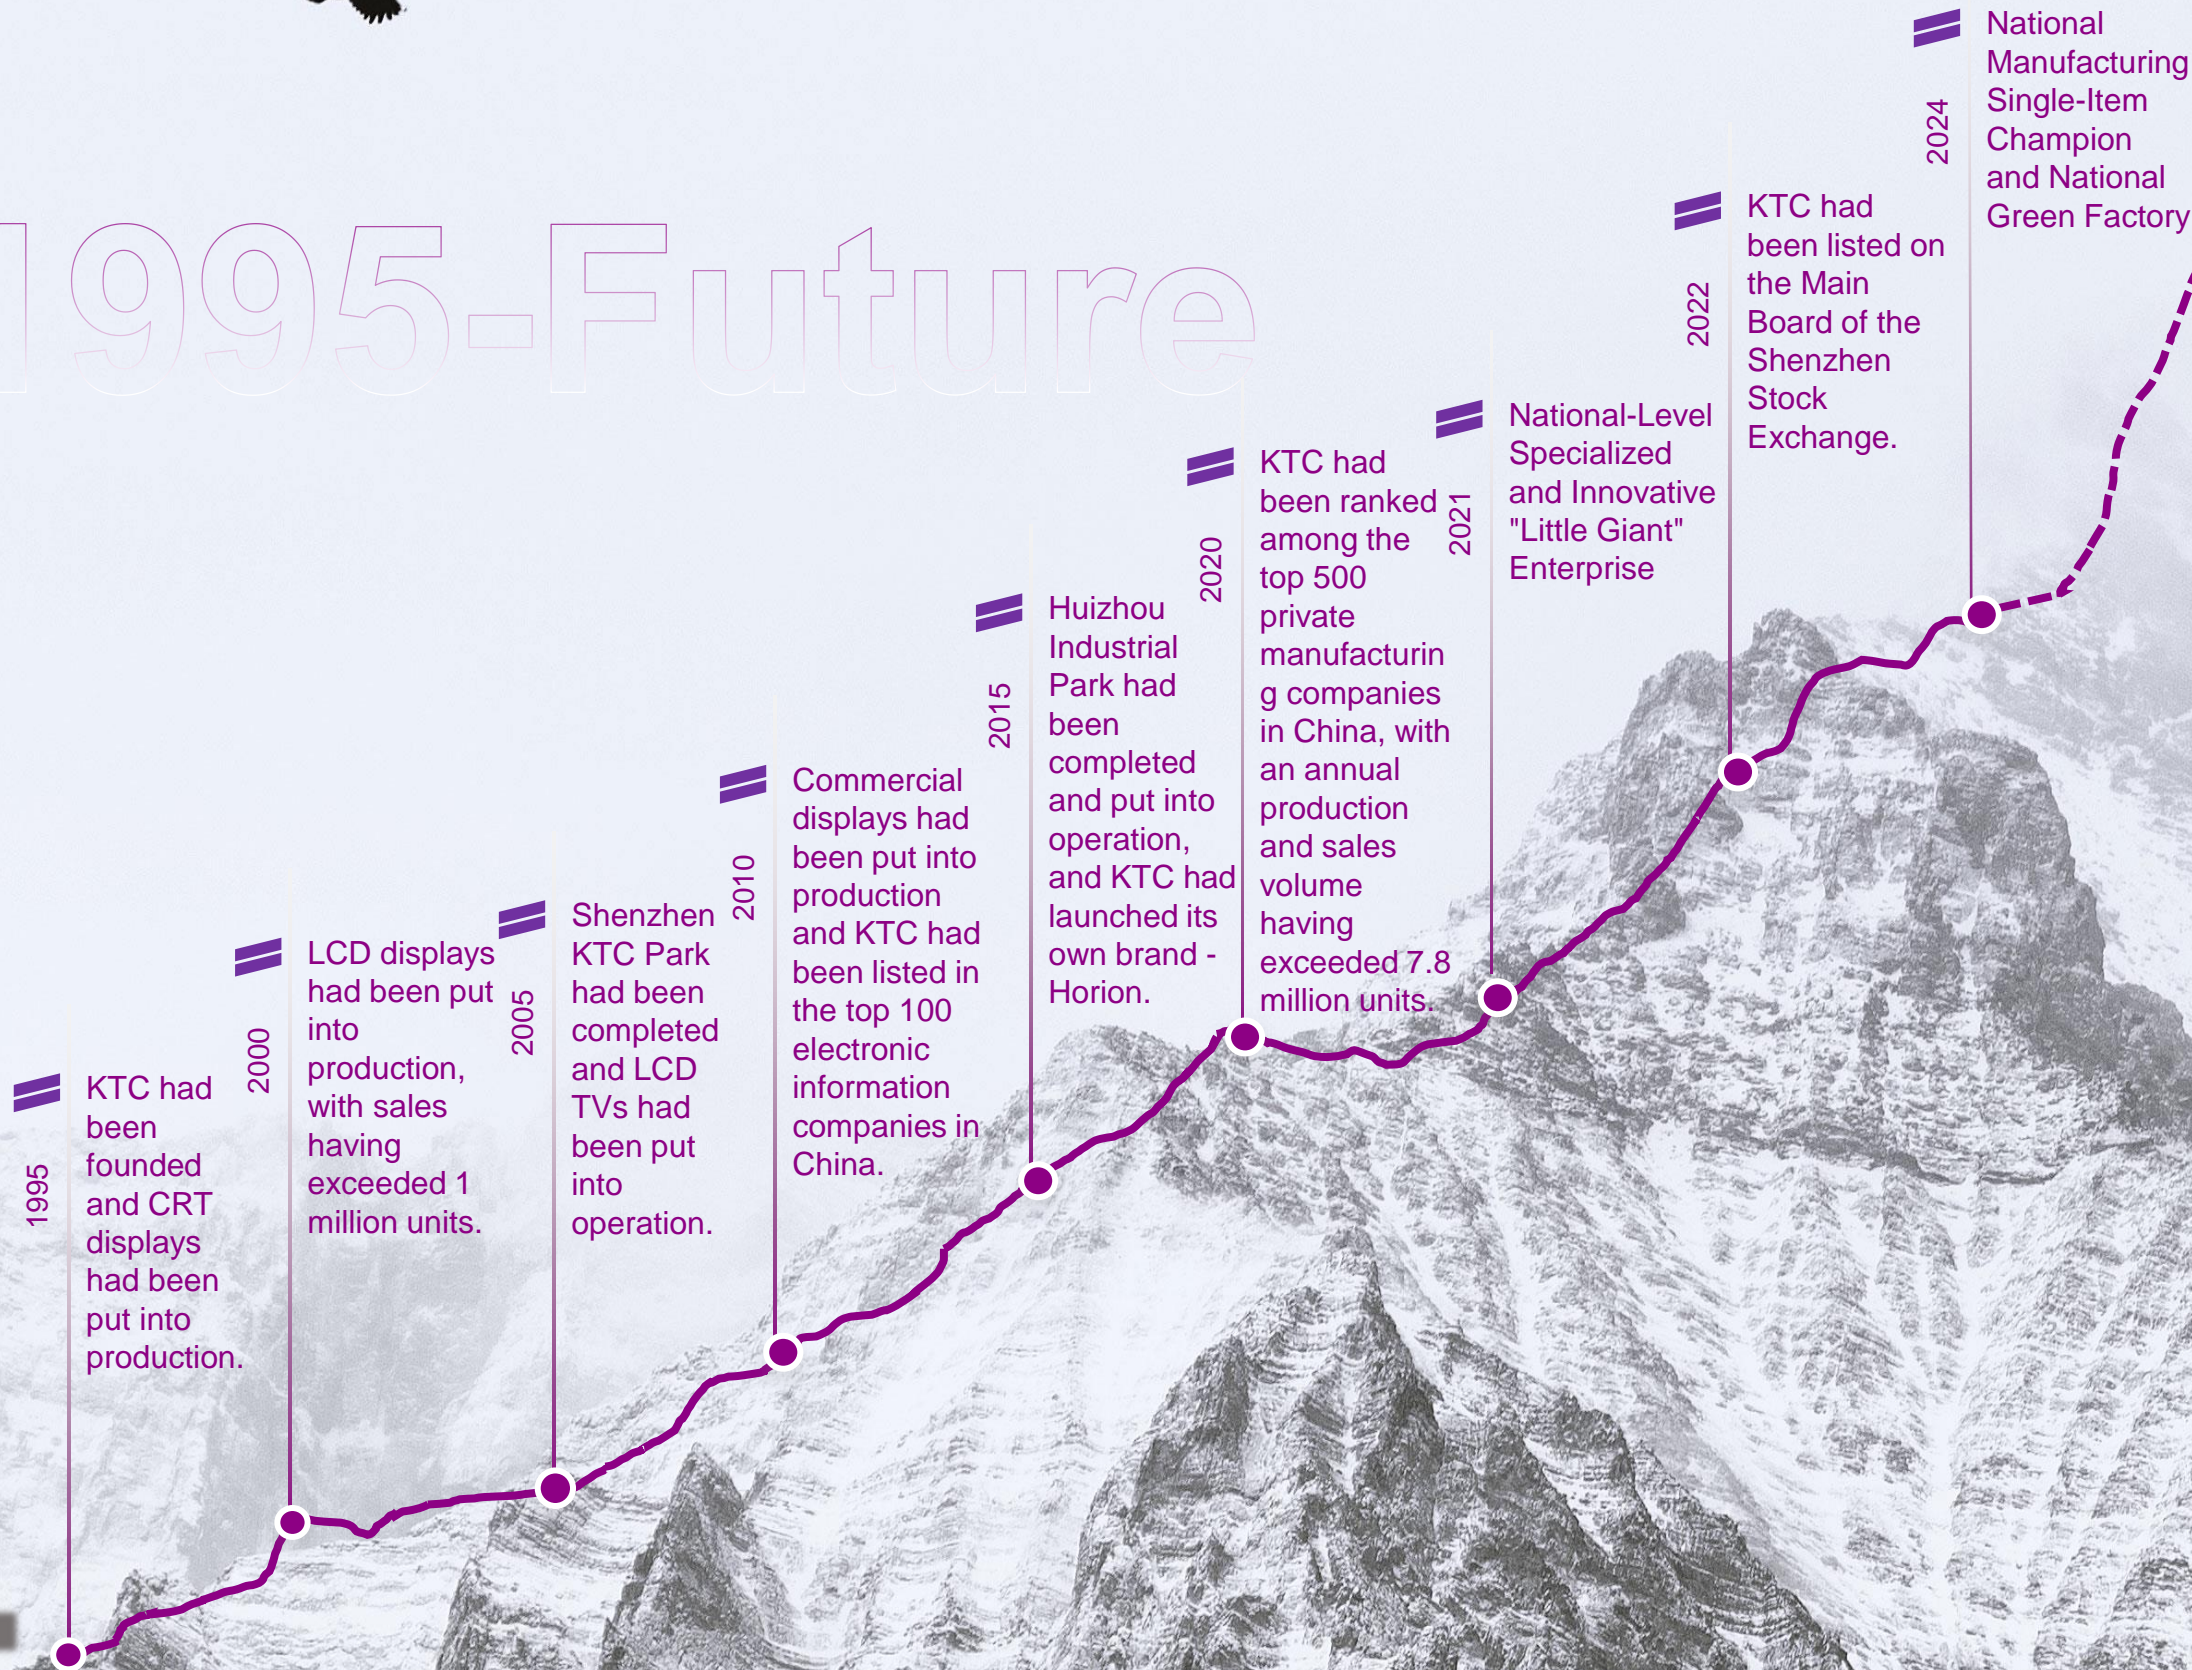 1995-Future
1995
KTC had
been
founded
and CRT
displays
had been
put into
production.
2000
LCD displays
had been put
into
production,
with sales
having
exceeded 1
million units.
2005
Shenzhen
KTC Park
had been
completed
and LCD
TVs had
been put
into
operation.
2010
Commercial
displays had
been put into
production
and KTC had
been listed in
the top 100
electronic
information
companies in
China.
2015
Huizhou
Industrial
Park had
been
completed
and put into
operation,
and KTC had
launched its
own brand -
Horion.
2020
KTC had
been ranked
among the
top 500
private
manufacturin
g companies
in China, with
an annual
production
and sales
volume
having
exceeded 7.8
million units.
2021
National-Level
Specialized
and Innovative
"Little Giant"
Enterprise
2022
KTC had
been listed on
the Main
Board of the
Shenzhen
Stock
Exchange.
2024
National
Manufacturing
Single-Item
Champion
and National
Green Factory